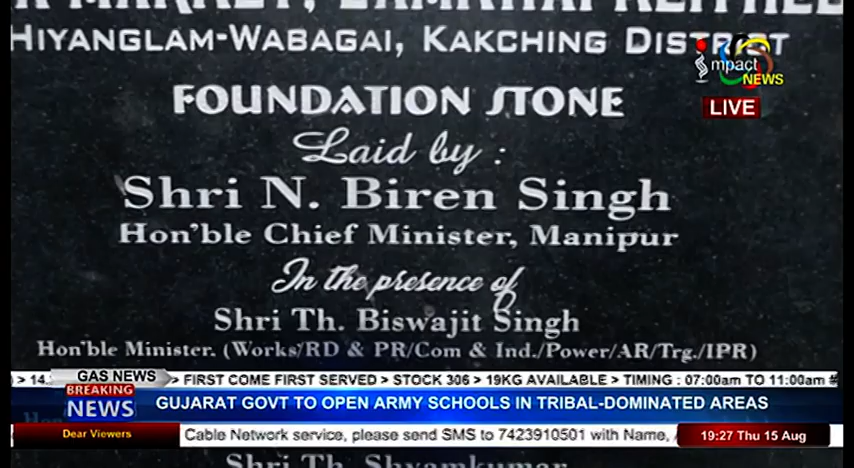 HIYANGLAM-WABAGAI, KAKCHING DISTRICT
Impact
NEWS
LIVE
FOUNDATION STONE
Laid by :
Shri N. Biren Singh
Hon'ble Chief Minister, Manipur
In the presence of
Shri Th. Biswajit Singh
Hon'ble Minister. (Works/RD & PR/Com & Ind./Power/AR/Trg./IPR)
GAS NEWS
> 14. > FIRST COME FIRST SERVED > STOCK 306 > 19KG AVAILABLE > TIMING : 07:00am TO 11:00am #
BREAKING
NEWS
GUJARAT GOVT TO OPEN ARMY SCHOOLS IN TRIBAL-DOMINATED AREAS
Dear Viewers
Cable Network service, please send SMS to 7423910501 with Name,
19:27 Thu 15 Aug
Shri Th. Shyamkumar